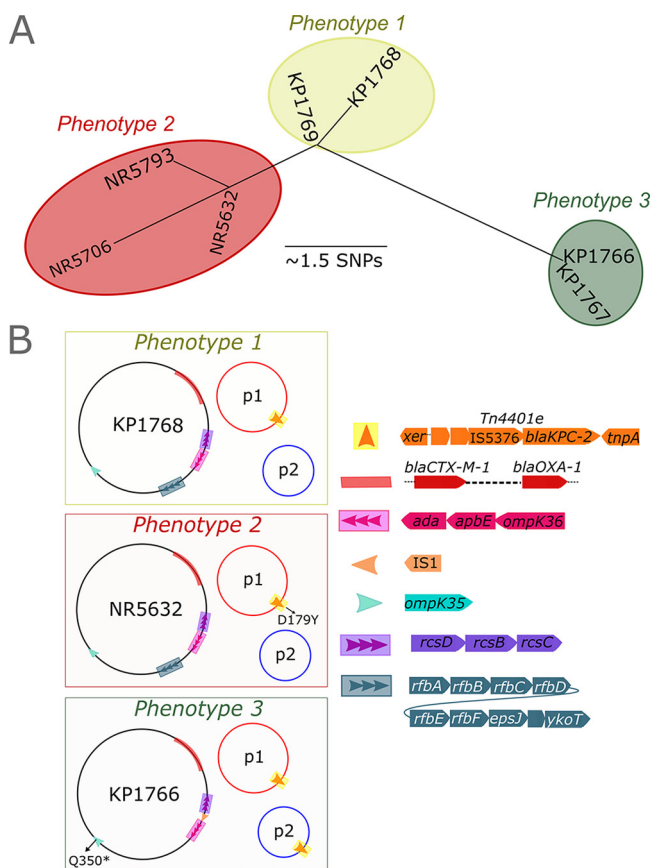 A
Phenotype 1
KP1769
KP1768
Phenotype 2
NR5793
NR5632
NR5706
Phenotype 3
KP1766
KP1767
~1.5 SNPs
B
Phenotype 1
KP1768
p1
p2
Phenotype 2
NR5632
p1
D179Y
p2
Phenotype 3
KP1766
p1
p2
Q350*
Tn4401e
xer IS5376 blaKPC-2 tnpA
blaCTX-M-1 blaOXA-1
ada apbE ompK36
IS1
ompK35
rcsD rcsB rcsC
rfbA rfbB rfbC rfbD
rfbE rfbF epsJ ykoT